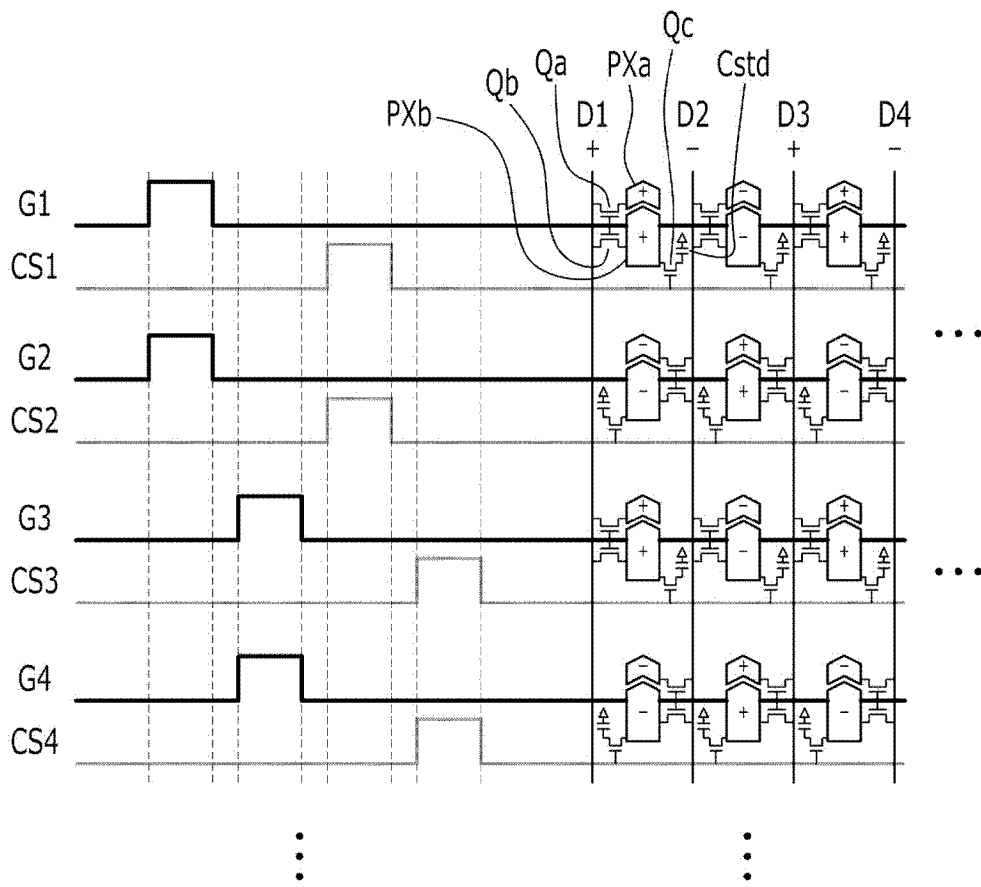 Qc
Qa PXa Cstd
Qb
PXb D1 D2 D3 D4
+ − + −
G1 + − +
+ − +
CS1
G2 − + −
− + −
CS2
G3 + − +
+ − +
CS3
G4 − + −
− + −
CS4